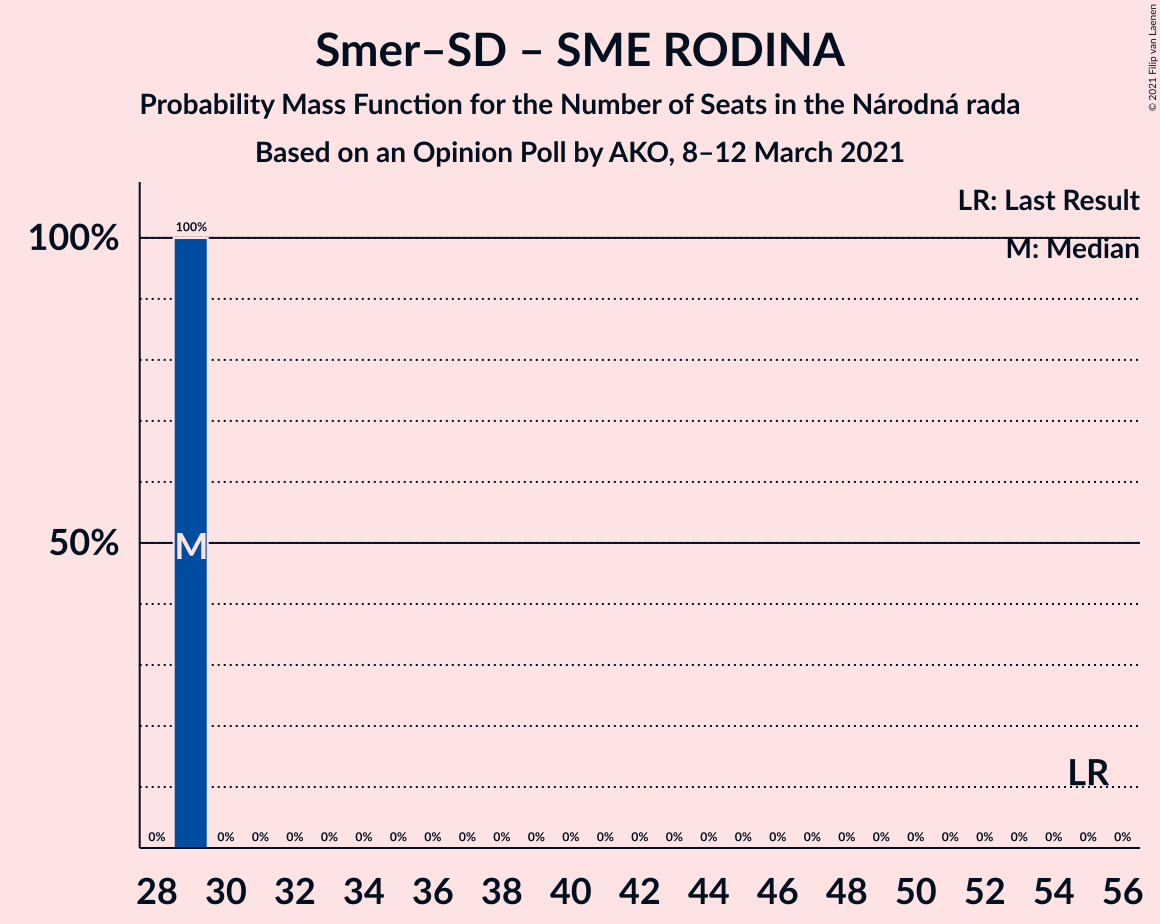 Smer–SD – SME RODINA
Probability Mass Function for the Number of Seats in the Národná rada
Based on an Opinion Poll by AKO, 8–12 March 2021
© 2021 Filip van Laenen
LR: Last Result
M: Median
100%
100%
50%
M
LR
0% 0% 0% 0% 0% 0% 0% 0% 0% 0% 0% 0% 0% 0% 0% 0% 0% 0% 0% 0% 0% 0% 0% 0% 0% 0% 0% 0%
28 30 32 34 36 38 40 42 44 46 48 50 52 54 56